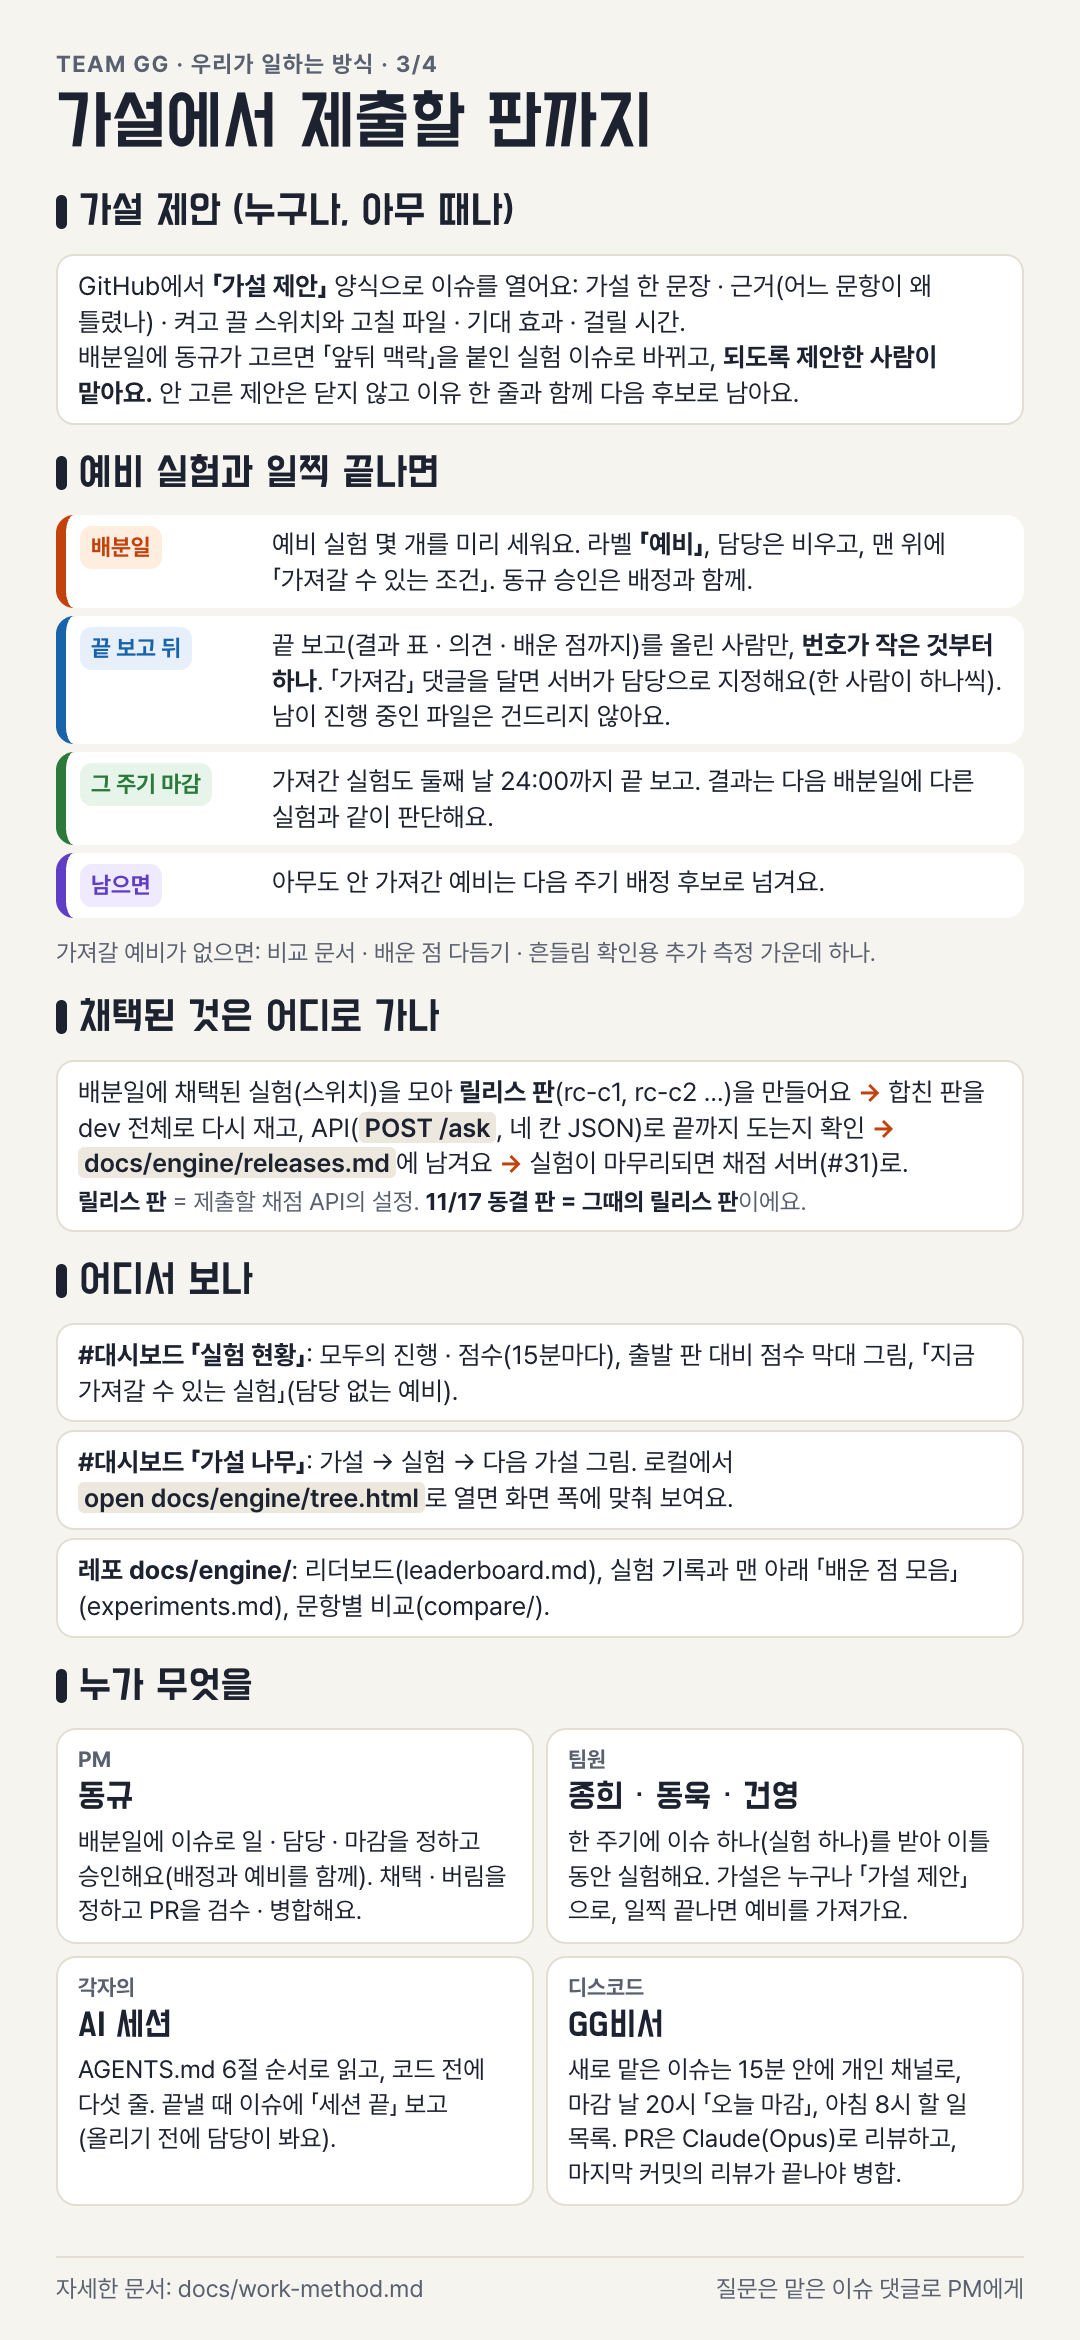 TEAM GG · 우리가 일하는 방식 · 3/4
가설에서 제출할 판까지
가설 제안 (누구나, 아무 때나)
GitHub에서 「가설 제안」 양식으로 이슈를 열어요: 가설 한 문장 · 근거(어느 문항이 왜
틀렸나) · 켜고 끌 스위치와 고칠 파일 · 기대 효과 · 걸릴 시간.
배분일에 동규가 고르면 「앞뒤 맥락」을 붙인 실험 이슈로 바뀌고, 되도록 제안한 사람이
맡아요. 안 고른 제안은 닫지 않고 이유 한 줄과 함께 다음 후보로 남아요.
예비 실험과 일찍 끝나면
배분일
예비 실험 몇 개를 미리 세워요. 라벨 「예비」, 담당은 비우고, 맨 위에
「가져갈 수 있는 조건」. 동규 승인은 배정과 함께.
끝 보고 뒤
끝 보고(결과 표 · 의견 · 배운 점까지)를 올린 사람만, 번호가 작은 것부터
하나. 「가져감」 댓글을 달면 서버가 담당으로 지정해요(한 사람이 하나씩).
남이 진행 중인 파일은 건드리지 않아요.
그 주기 마감
가져간 실험도 둘째 날 24:00까지 끝 보고. 결과는 다음 배분일에 다른
실험과 같이 판단해요.
남으면
아무도 안 가져간 예비는 다음 주기 배정 후보로 넘겨요.
가져갈 예비가 없으면: 비교 문서 · 배운 점 다듬기 · 흔들림 확인용 추가 측정 가운데 하나.
채택된 것은 어디로 가나
배분일에 채택된 실험(스위치)을 모아 릴리스 판(rc-c1, rc-c2 ...)을 만들어요 → 합친 판을
dev 전체로 다시 재고, API(POST /ask, 네 칸 JSON)로 끝까지 도는지 확인 →
docs/engine/releases.md에 남겨요 → 실험이 마무리되면 채점 서버(#31)로.
릴리스 판 = 제출할 채점 API의 설정. 11/17 동결 판 = 그때의 릴리스 판이에요.
어디서 보나
#대시보드 「실험 현황」: 모두의 진행 · 점수(15분마다), 출발 판 대비 점수 막대 그림, 「지금
가져갈 수 있는 실험」(담당 없는 예비).
#대시보드 「가설 나무」: 가설 → 실험 → 다음 가설 그림. 로컬에서
open docs/engine/tree.html로 열면 화면 폭에 맞춰 보여요.
레포 docs/engine/: 리더보드(leaderboard.md), 실험 기록과 맨 아래 「배운 점 모음」
(experiments.md), 문항별 비교(compare/).
누가 무엇을
PM
동규
배분일에 이슈로 일 · 담당 · 마감을 정하고
승인해요(배정과 예비를 함께). 채택 · 버림을
정하고 PR을 검수 · 병합해요.
팀원
종희 · 동욱 · 건영
한 주기에 이슈 하나(실험 하나)를 받아 이틀
동안 실험해요. 가설은 누구나 「가설 제안」
으로, 일찍 끝나면 예비를 가져가요.
각자의
AI 세션
AGENTS.md 6절 순서로 읽고, 코드 전에
다섯 줄. 끝낼 때 이슈에 「세션 끝」 보고
(올리기 전에 담당이 봐요).
디스코드
GG비서
새로 맡은 이슈는 15분 안에 개인 채널로,
마감 날 20시 「오늘 마감」, 아침 8시 할 일
목록. PR은 Claude(Opus)로 리뷰하고,
마지막 커밋의 리뷰가 끝나야 병합.
자세한 문서: docs/work-method.md
질문은 맡은 이슈 댓글로 PM에게